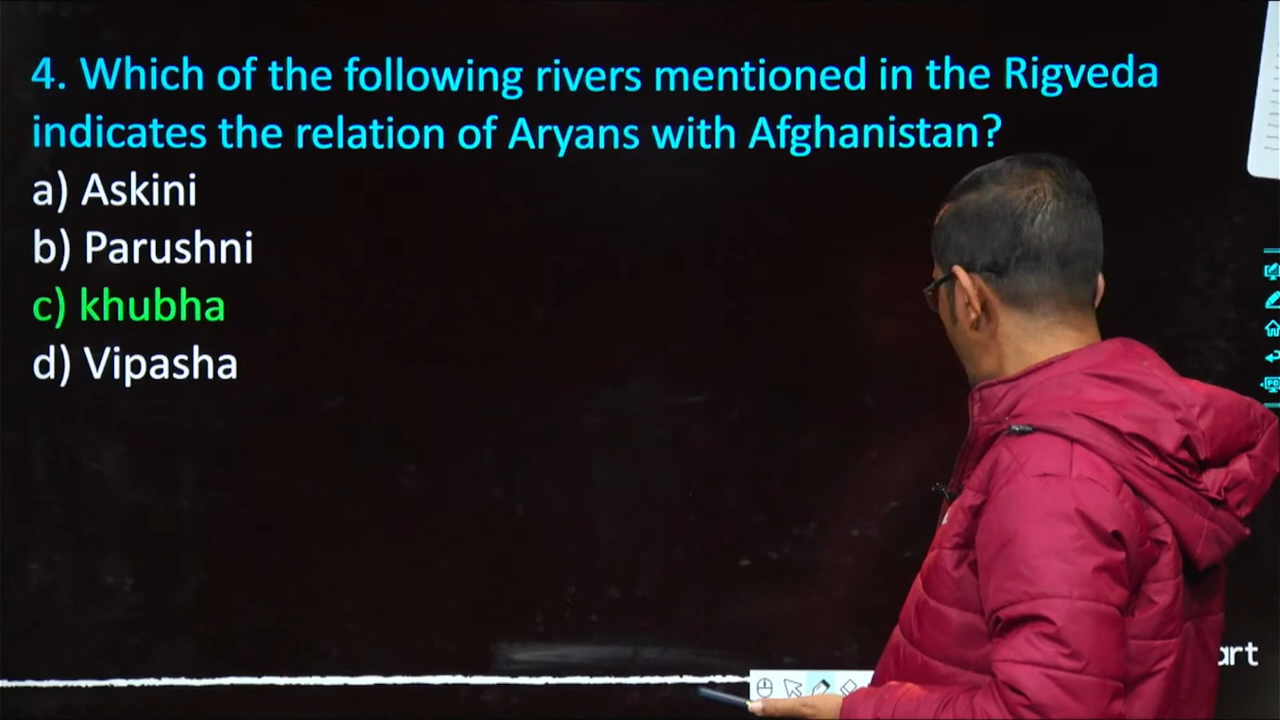 4. Which of the following rivers mentioned in the Rigveda
indicates the relation of Aryans with Afghanistan?
a) Askini
b) Parushni
c) khubha
d) Vipasha
art